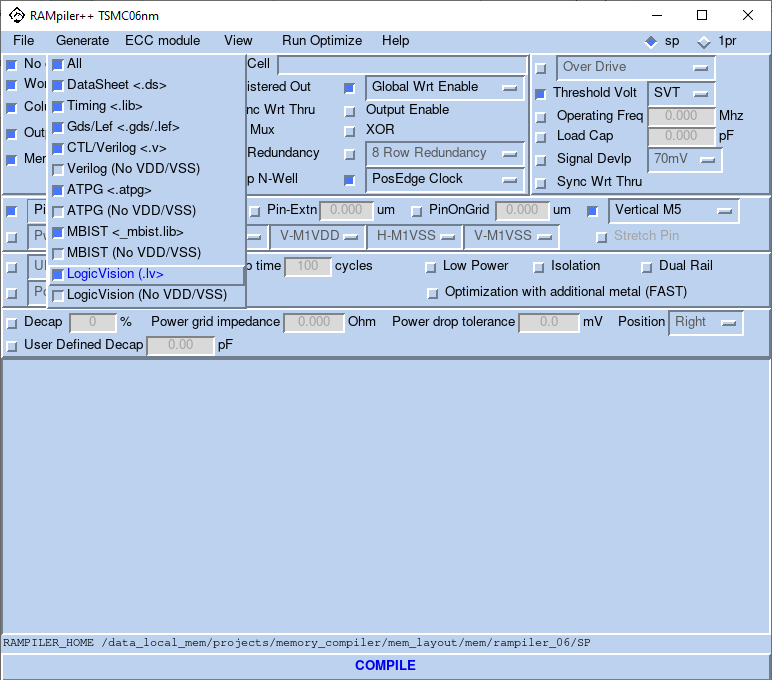 RAMpiler++ TSMC06nm
File Generate ECC module View Run Optimize Help sp 1pr
No All Cell Over Drive
Wor DataSheet <.ds> istered Out Global Wrt Enable Threshold Volt SVT
Colu Timing <.lib> nc Wrt Thru Output Enable Operating Freq 0.000 Mhz
Outp Gds/Lef <.gds/.lef> Mux XOR Load Cap 0.000 pF
Mer CTL/Verilog <.v> Redundancy 8 Row Redundancy Signal Devlp 70mV
Verilog (No VDD/VSS)
ATPG <.atpg> p N-Well PosEdge Clock Sync Wrt Thru
Pi ATPG (No VDD/VSS) Pin-Extn 0.000 um PinOnGrid 0.000 um Vertical M5
MBIST <_mbist.lib> V-M1VDD H-M1VSS V-M1VSS Stretch Pin
MBIST (No VDD/VSS)
LogicVision (.lv> p time 100 cycles Low Power Isolation Dual Rail
LogicVision (No VDD/VSS) Optimization with additional metal (FAST)
Decap 0 % Power grid impedance 0.000 Ohm Power drop tolerance 0.0 mV Position Right
User Defined Decap 0.00 pF
RAMPILER_HOME /data_local_mem/projects/memory_compiler/mem_layout/mem/rampiler_06/SP
COMPILE